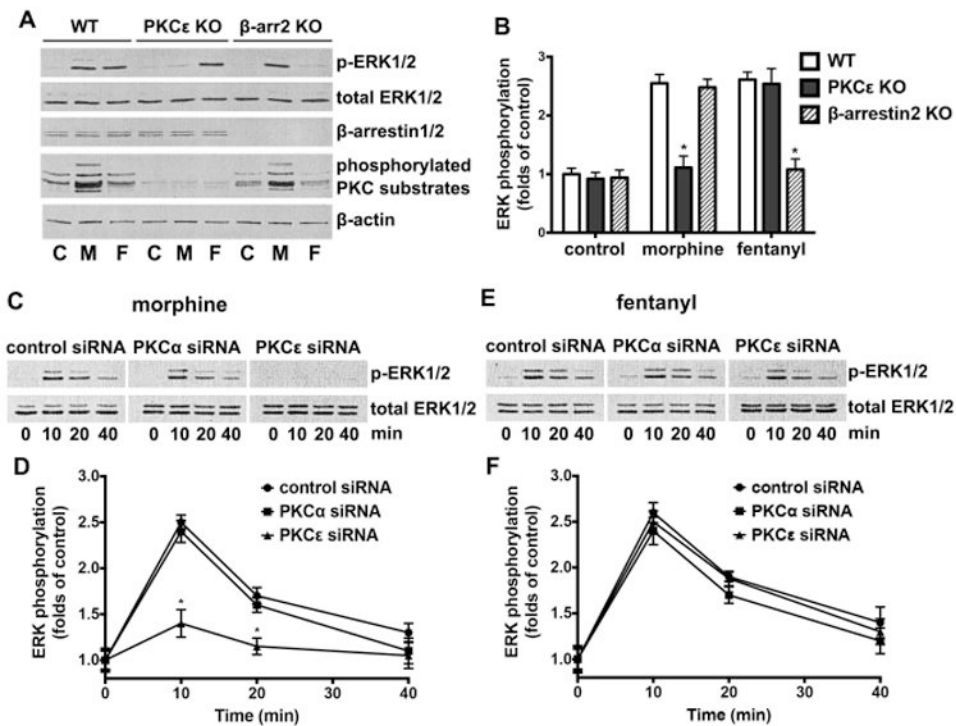 A
WT PKCε KO β-arr2 KO
p-ERK1/2
total ERK1/2
β-arrestin1/2
phosphorylated
PKC substrates
β-actin
C M F C M F C M F
B
ERK phosphorylation
(folds of control)
3
2
1
0
WT
PKCε KO
β-arrestin2 KO
*
*
control morphine fentanyl
C morphine
control siRNA PKCα siRNA PKCε siRNA
p-ERK1/2
total ERK1/2
0 10 20 40 0 10 20 40 0 10 20 40 min
D
ERK phosphorylation
(folds of control)
3.0
2.5
2.0
1.5
1.0
control siRNA
PKCα siRNA
PKCε siRNA
*
*
0 10 20 30 40
Time (min)
E fentanyl
control siRNA PKCα siRNA PKCε siRNA
p-ERK1/2
total ERK1/2
0 10 20 40 0 10 20 40 0 10 20 40 min
F
ERK phosphorylation
(folds of control)
3.0
2.5
2.0
1.5
1.0
control siRNA
PKCα siRNA
PKCε siRNA
0 10 20 30 40
Time (min)